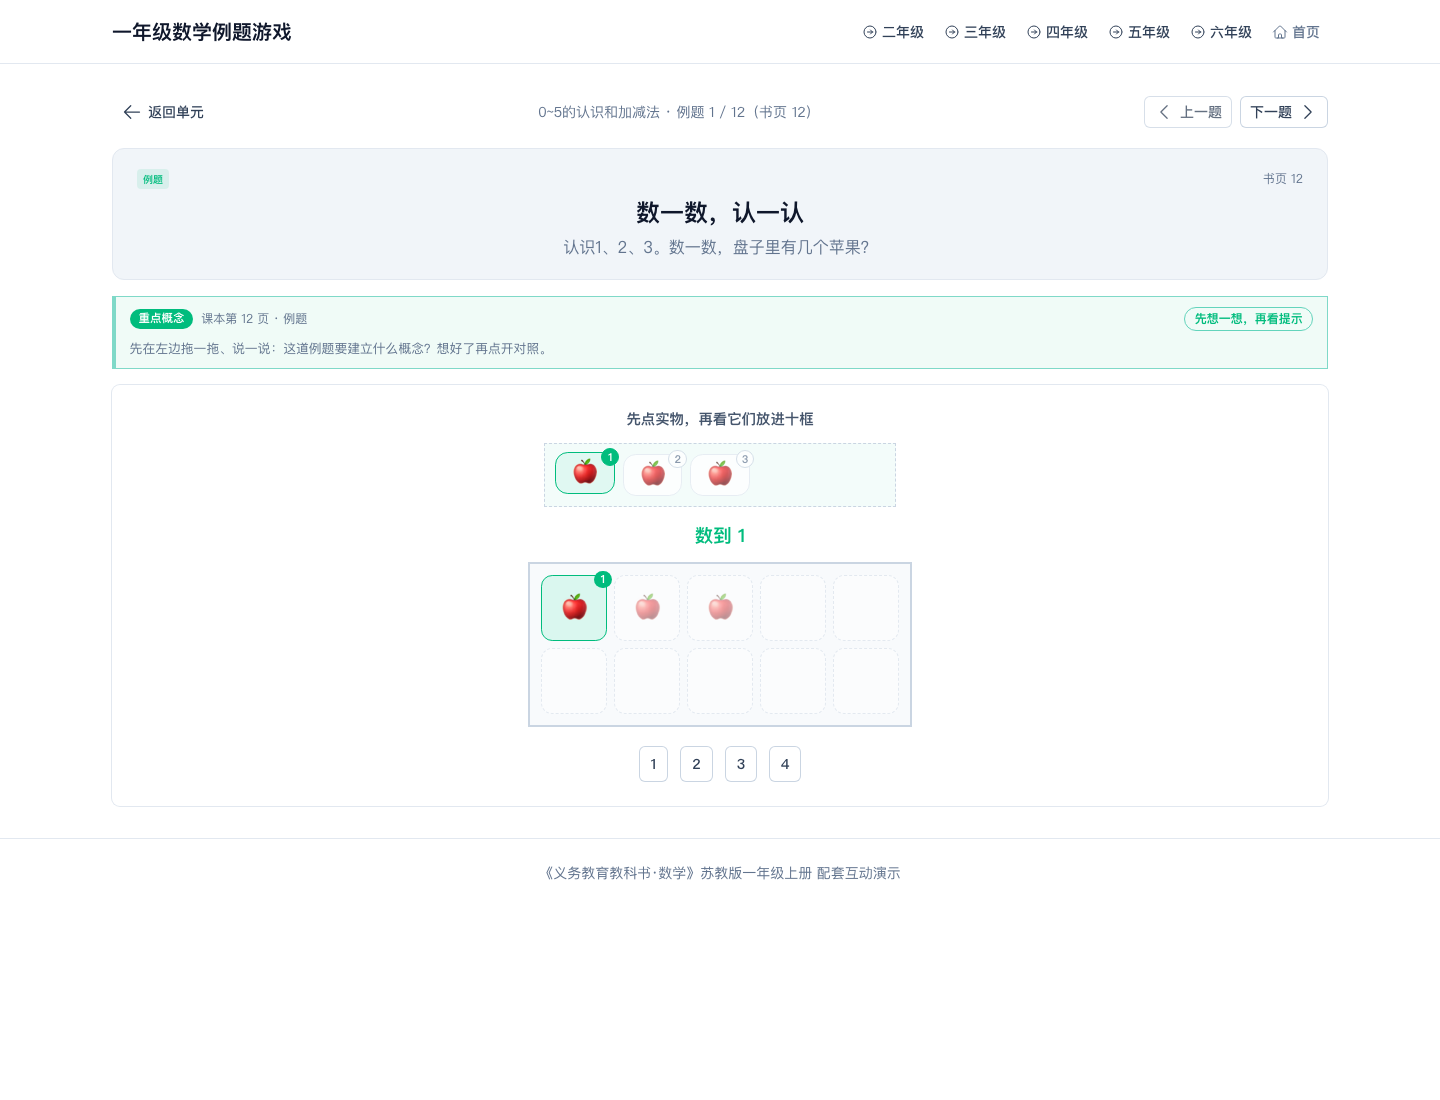 一年级数学例题游戏
二年级 三年级 四年级 五年级 六年级 首页
返回单元
0~5的认识和加减法 · 例题 1 / 12（书页 12）
上一题 下一题
例题
书页 12
数一数，认一认
认识1、2、3。数一数，盘子里有几个苹果？
重点概念 课本第 12 页 · 例题
先想一想，再看提示
先在左边拖一拖、说一说：这道例题要建立什么概念？想好了再点开对照。
先点实物，再看它们放进十框
1 2 3
数到 1
1
1 2 3 4
《义务教育教科书·数学》苏教版一年级上册 配套互动演示